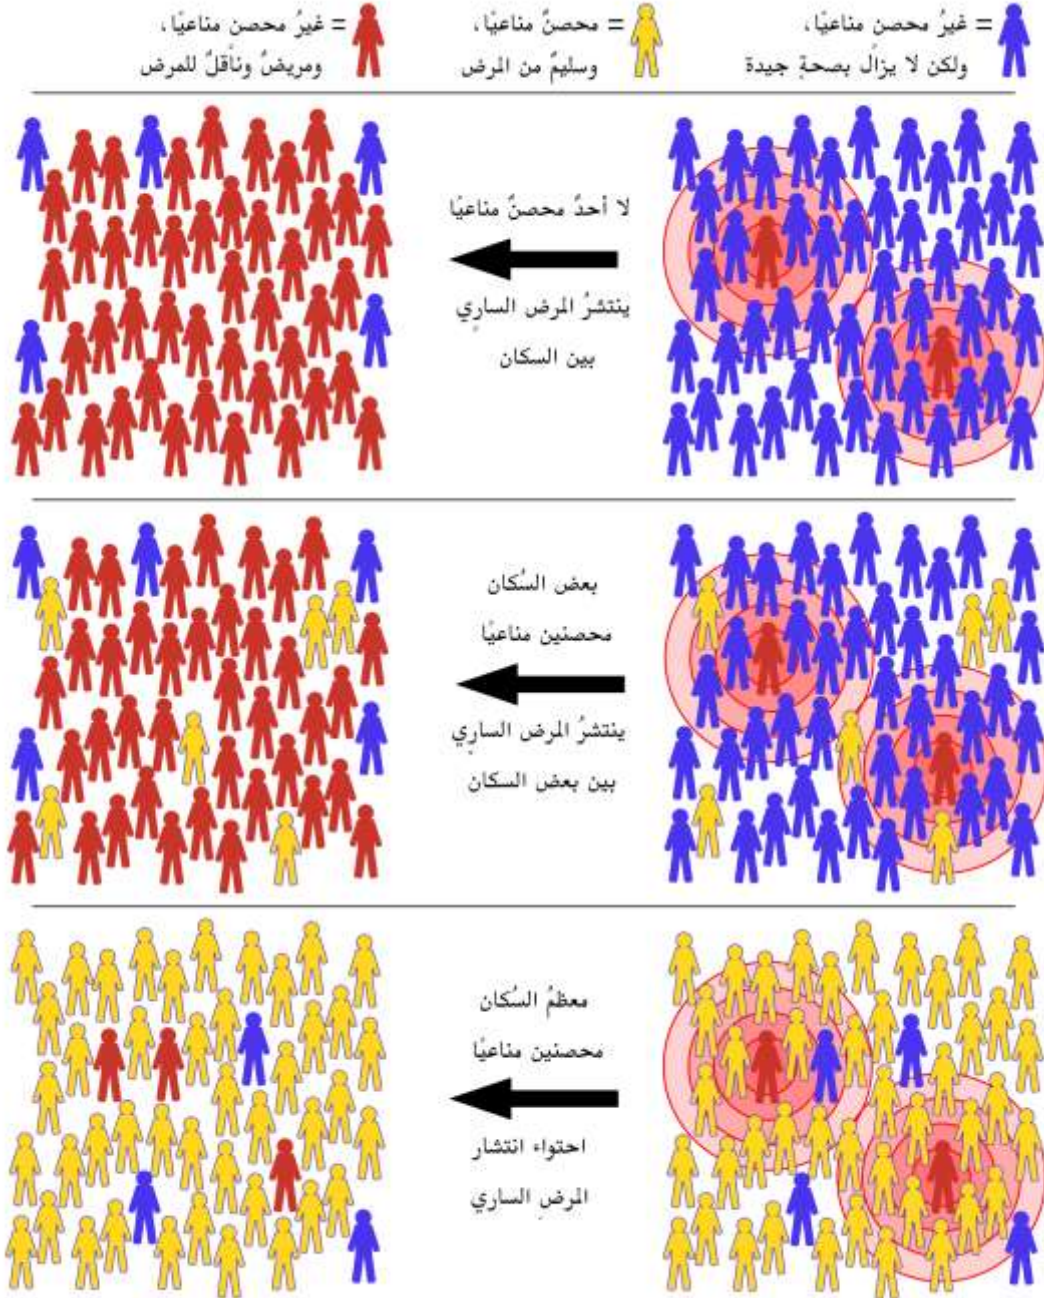 = غيرُ محصنٍ مناعيًا،
ولكن لا يزال بصحةٍ جيدة
= محصنٌ مناعيًا،
وسليمٌ من المرض
= غيرُ محصن مناعيًا،
ومريضٌ وناقلٌ للمرض
لا أحدٌ محصنٌ مناعيًا
ينتشرُ المرض الساري
بين السكان
بعض السُكان
محصنين مناعيًا
ينتشرُ المرض الساري
بين بعض السكان
معظمُ السُكان
محصنين مناعيًا
احتواء انتشار
المرضِ الساري